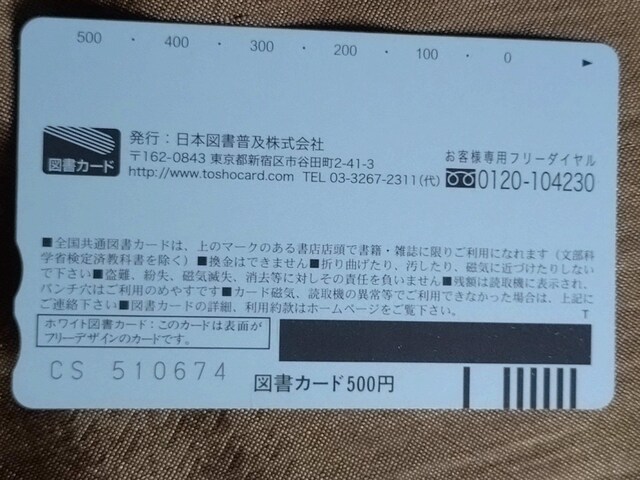 500 ・ 400 ・ 300 ・ 200 ・ 100 ・ 0
図書カード
発行：日本図書普及株式会社
〒162-0843 東京都新宿区市谷田町2-41-3
http://www.toshocard.com TEL 03-3267-2311(代)
お客様専用フリーダイヤル
0120-104230
■全国共通図書カードは、上のマークのある書店店頭で書籍・雑誌に限りご利用になれます（文部科
学省検定済教科書を除く）■換金はできません■折り曲げたり、汚したり、磁気に近づけたりしない
で下さい■盗難、紛失、磁気滅失、消去等に対しその責任を負いません■残額は読取機に表示され、
パンチ穴はご利用のめやすです■カード磁気、読取機の異常等でご利用できなかった場合は、上記に
ご連絡下さい■図書カードの詳細、利用約款はホームページをご覧下さい。
T
ホワイト図書カード：このカードは表面が
フリーデザインのカードです。
CS 510674
図書カード500円